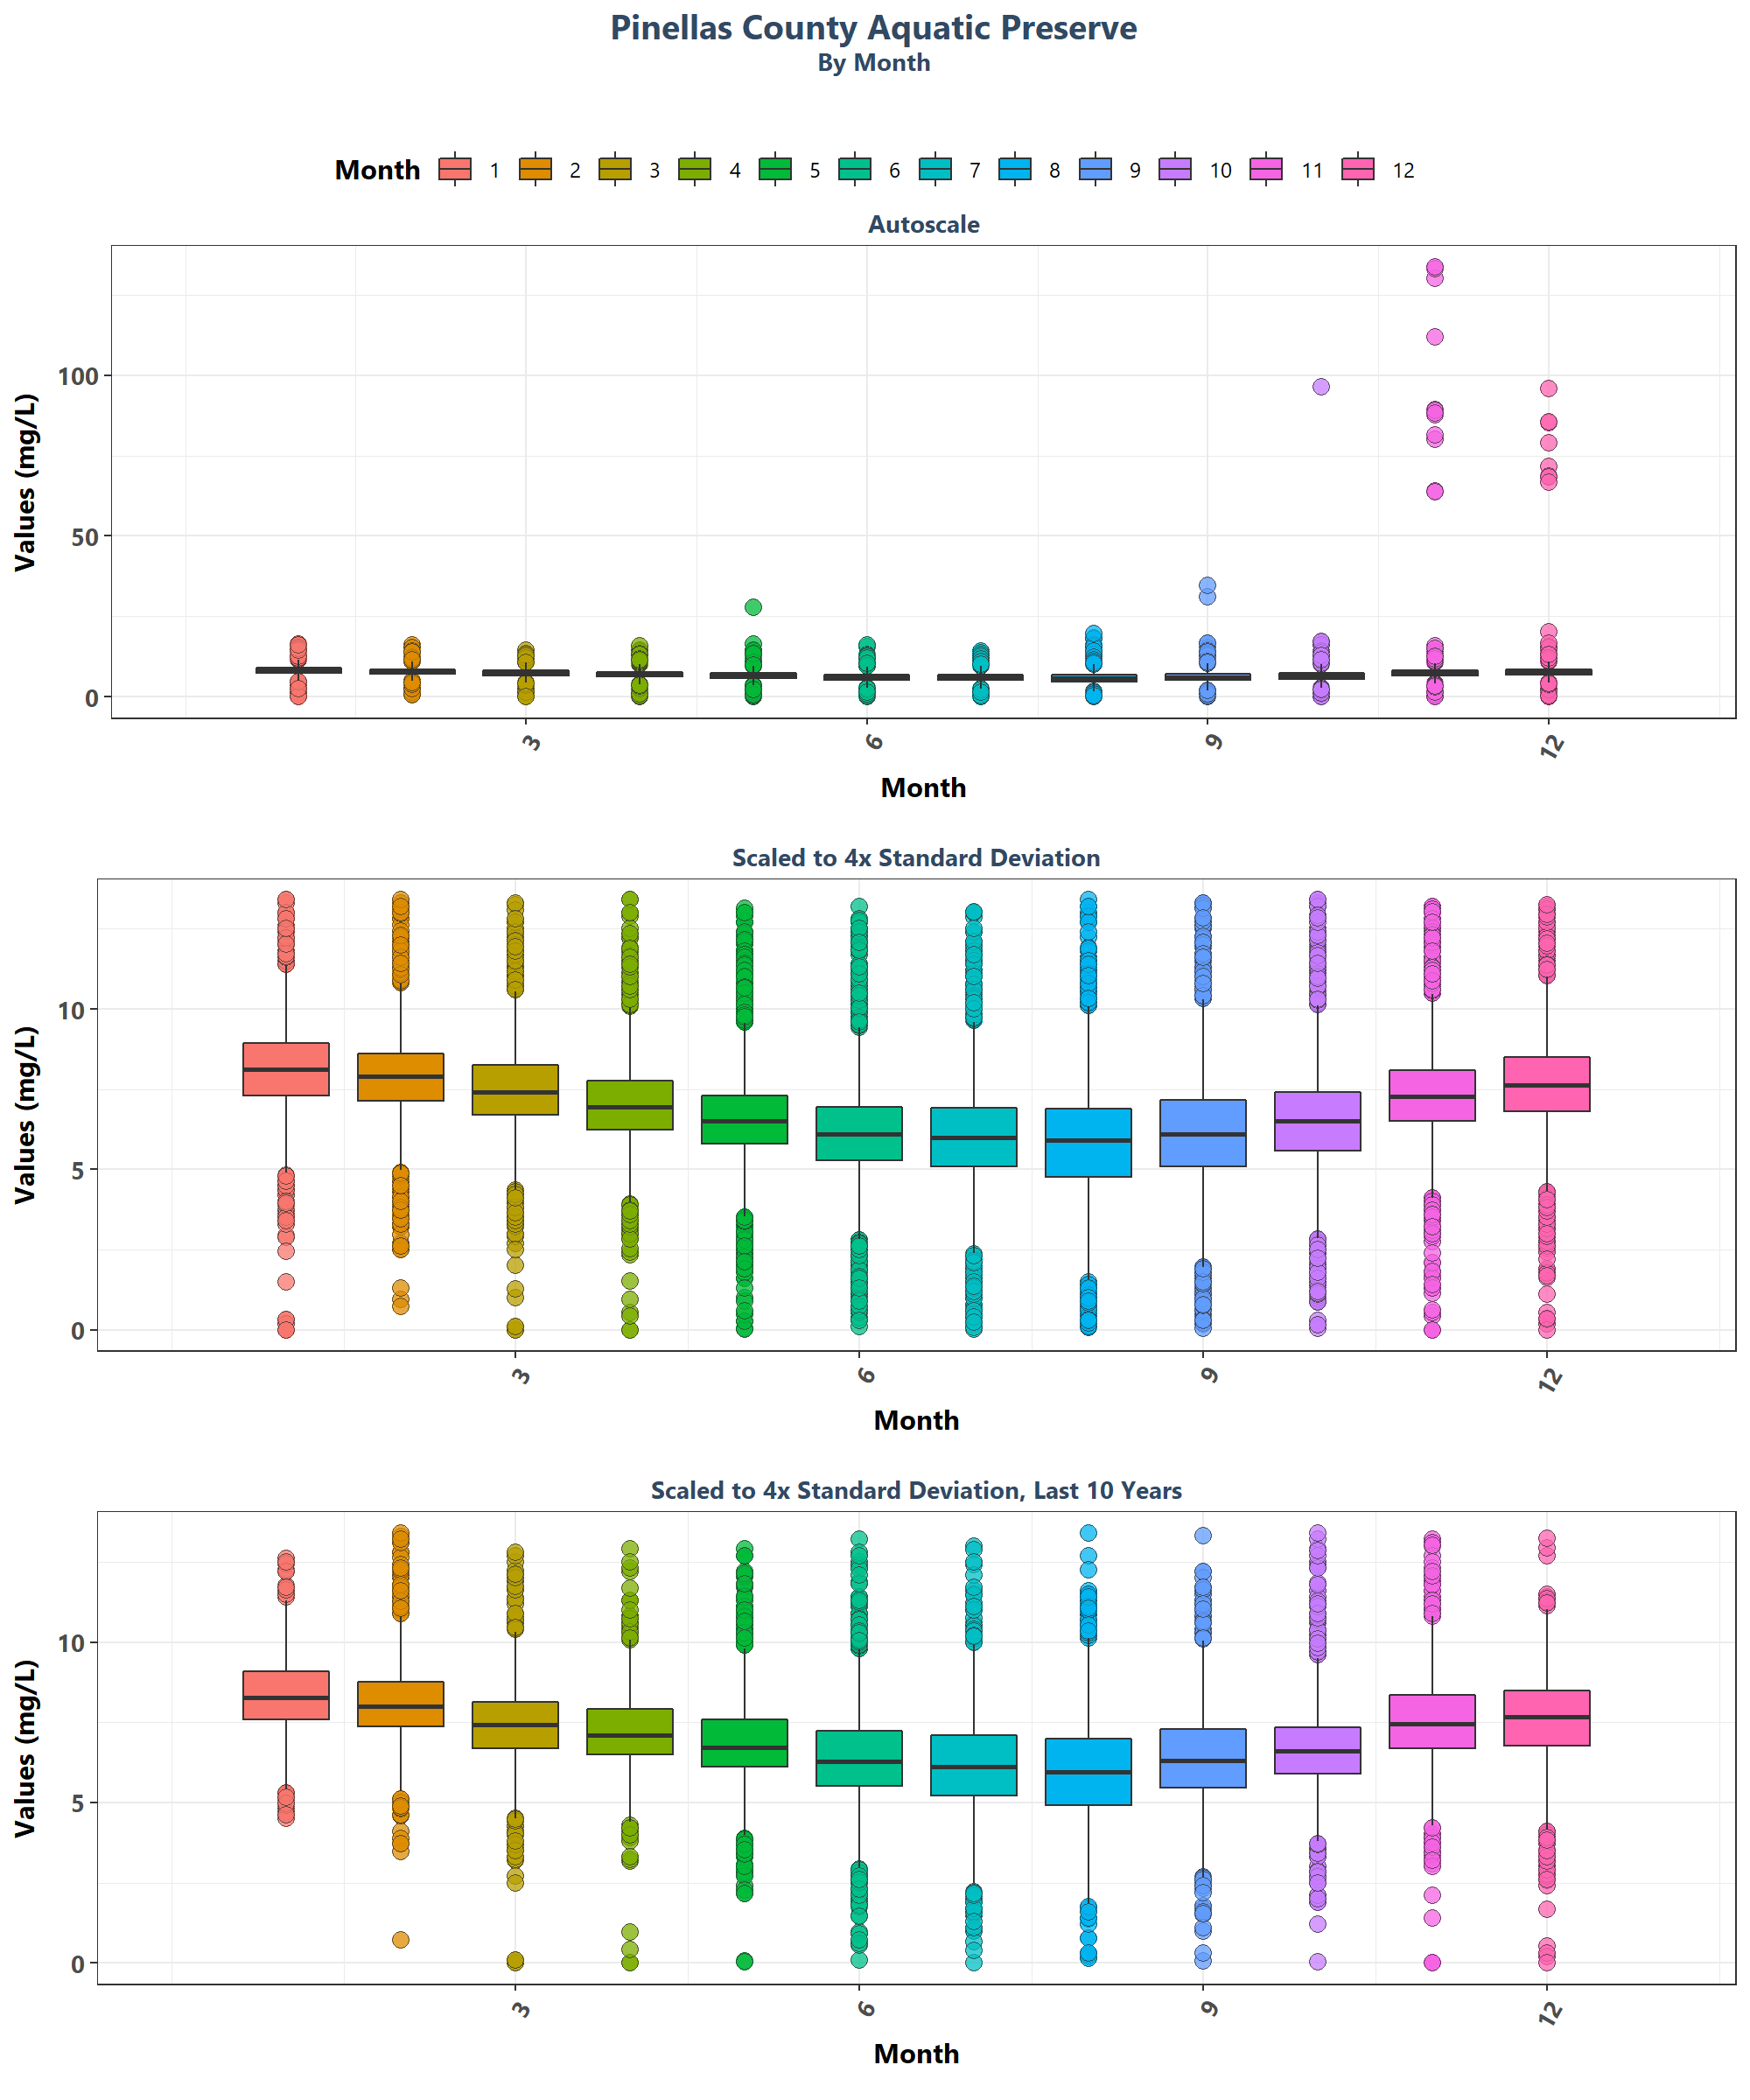 Pinellas County Aquatic Preserve
By Month
Month 1 2 3 4 5 6 7 8 9 10 11 12
Autoscale
Values (mg/L)
100
50
0
3 6 9 12
Month
Scaled to 4x Standard Deviation
Values (mg/L)
10
5
0
3 6 9 12
Month
Scaled to 4x Standard Deviation, Last 10 Years
Values (mg/L)
10
5
0
3 6 9 12
Month